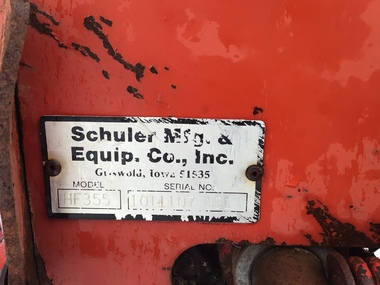 Schuler Mfg. &
Equip. Co., Inc.
Griswold, Iowa 51535
MODEL SERIAL NO.
HF355